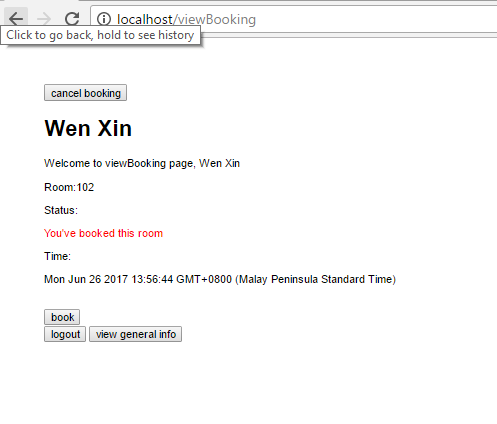 localhost/viewBooking
Click to go back, hold to see history
cancel booking
Wen Xin
Welcome to viewBooking page, Wen Xin
Room:102
Status:
You've booked this room
Time:
Mon Jun 26 2017 13:56:44 GMT+0800 (Malay Peninsula Standard Time)
book
logout view general info